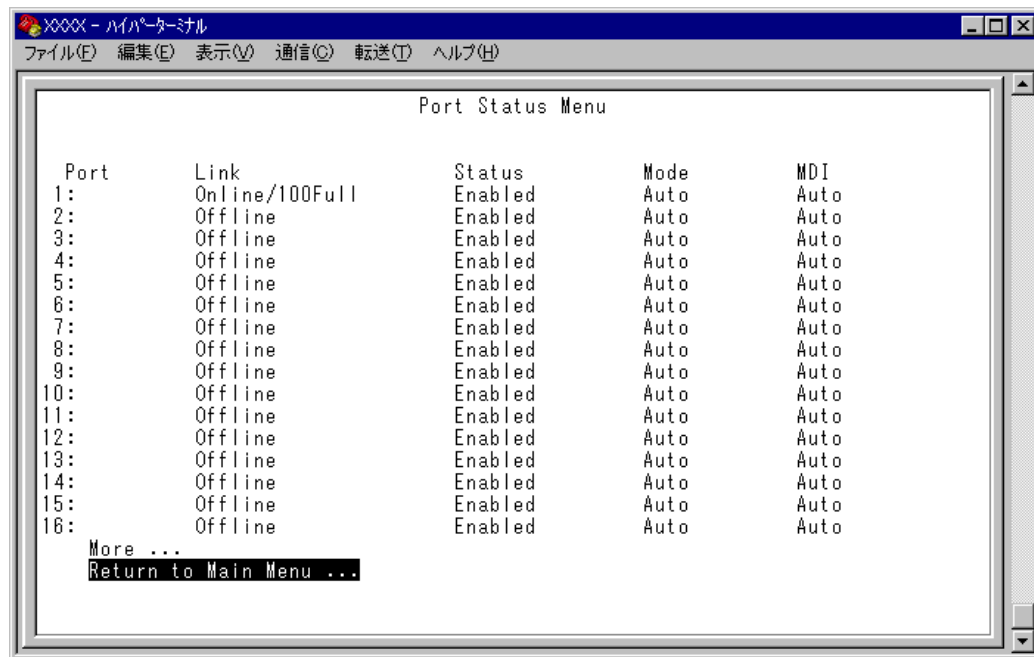 XXXX - ﾊｲﾊﾟｰﾀｰﾐﾅﾙ
ファイル(F) 編集(E) 表示(V) 通信(C) 転送(T) ヘルプ(H)
Port Status Menu
Port Link Status Mode MDI
1: Online/100Full Enabled Auto Auto
2: Offline Enabled Auto Auto
3: Offline Enabled Auto Auto
4: Offline Enabled Auto Auto
5: Offline Enabled Auto Auto
6: Offline Enabled Auto Auto
7: Offline Enabled Auto Auto
8: Offline Enabled Auto Auto
9: Offline Enabled Auto Auto
10: Offline Enabled Auto Auto
11: Offline Enabled Auto Auto
12: Offline Enabled Auto Auto
13: Offline Enabled Auto Auto
14: Offline Enabled Auto Auto
15: Offline Enabled Auto Auto
16: Offline Enabled Auto Auto
More ...
Return to Main Menu ...